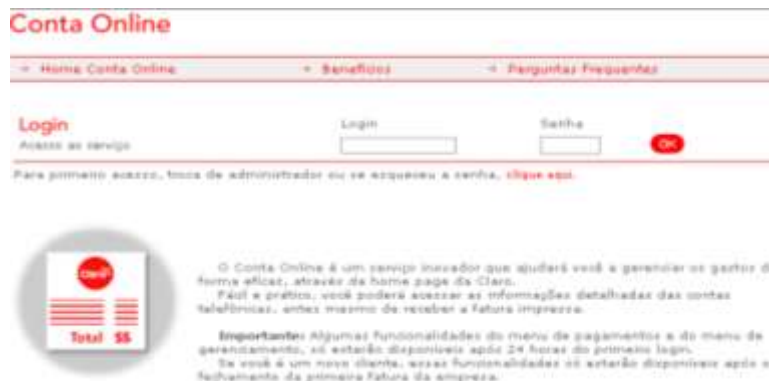 Conta Online
Home Conta Online
Benefícios
Perguntas Frequentes
Login
Acesso ao serviço
Login
Senha
OK
Para primeiro acesso, troca de administrador ou se esqueceu a senha, clique aqui.
Claro
Total $$
O Conta Online é um serviço inovador que ajudará você a gerenciar os gastos d
forma eficaz, através da home page da Claro.
Fácil e prático, você poderá acessar as informações detalhadas das contas
telefônicas, antes mesmo de receber a fatura impressa.
Importante: Algumas funcionalidades do menu de pagamentos e do menu de
gerenciamento, só estarão disponíveis após 24 horas do primeiro login.
Se você é um novo cliente, essas funcionalidades só estarão disponíveis após o
fechamento da primeira fatura da empresa.